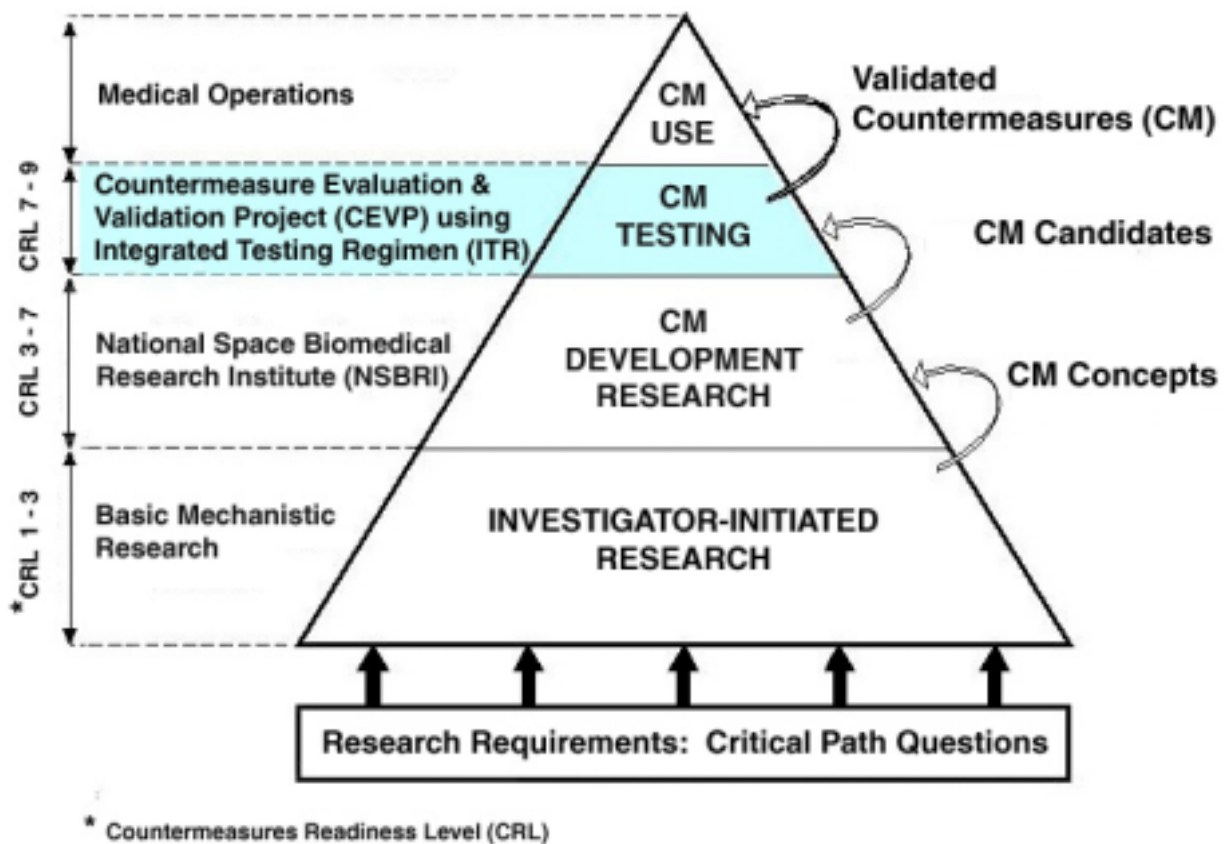 Medical Operations
CM
USE
Validated
Countermeasures (CM)
CRL 7 - 9
Countermeasure Evaluation &
Validation Project (CEVP) using
Integrated Testing Regimen (ITR)
CM
TESTING
CM Candidates
CRL 3 - 7
National Space Biomedical
Research Institute (NSBRI)
CM
DEVELOPMENT
RESEARCH
CM Concepts
*CRL 1 - 3
Basic Mechanistic
Research
INVESTIGATOR-INITIATED
RESEARCH
Research Requirements: Critical Path Questions
* Countermeasures Readiness Level (CRL)